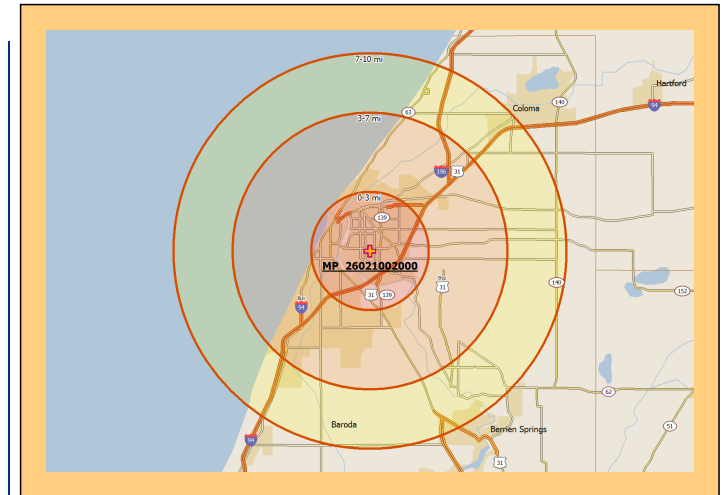 7-10 mi
Hartford
94
140
Coloma
63
3-7 mi
196
31
0-3 mi
139
MP 26021002000
31
140
31
139
152
94
62
51
Baroda
Berrien Springs
94
31